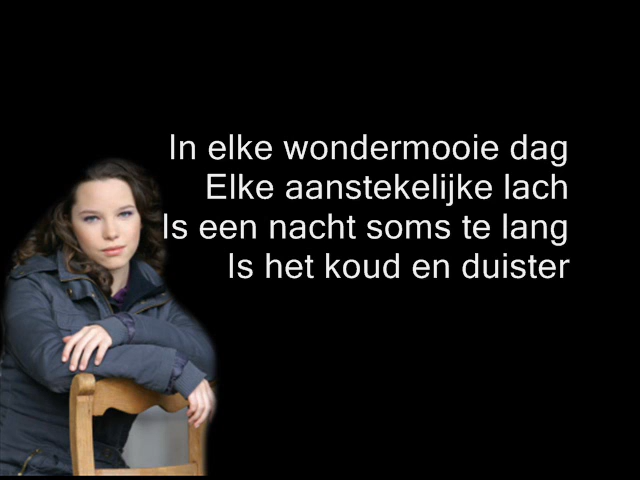 In elke wondermooie dag
Elke aanstekelijke lach
Is een nacht soms te lang
Is het koud en duister